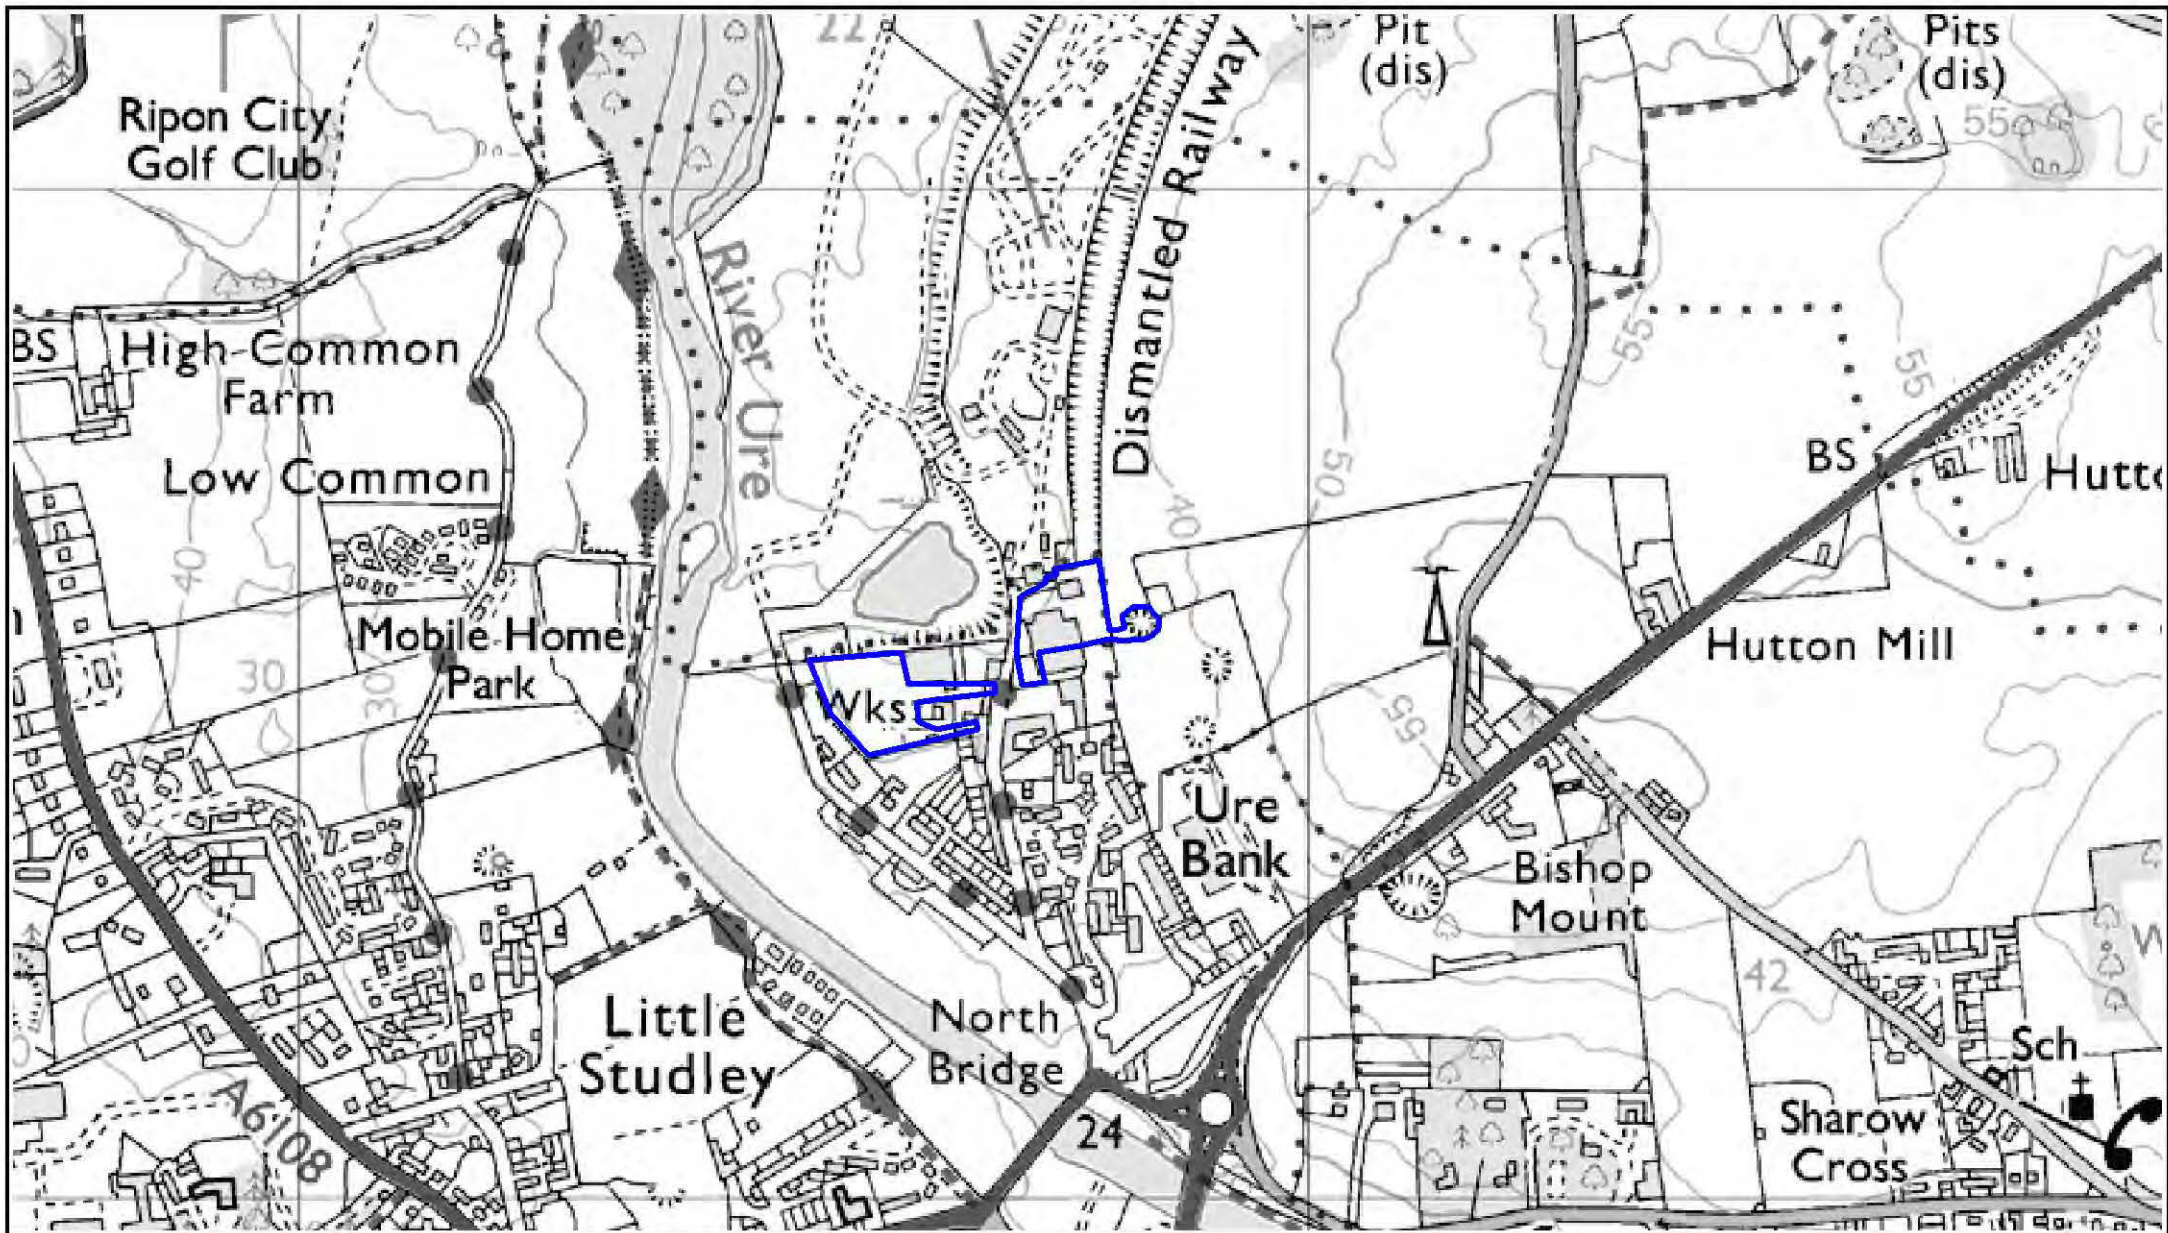 22
Pit
(dis)
Pits
(dis)
Ripon City
Golf Club
55
Dismantled Railway
River Ure
BS
High Common
Farm
55
55
BS
Hutt
Low Common
50
40
40
Mobile Home
Park
Hutton Mill
30
30
Wks
55
Ure
Bank
Bishop
Mount
W
42
Little
Studley
North
Bridge
Sch
A6108
24
Sharow
Cross